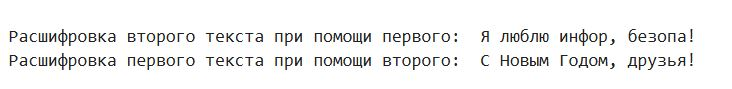 Расшифровка второго текста при помощи первого:  Я люблю инфор, безопа!
Расшифровка первого текста при помощи второго:  С Новым Годом, друзья!